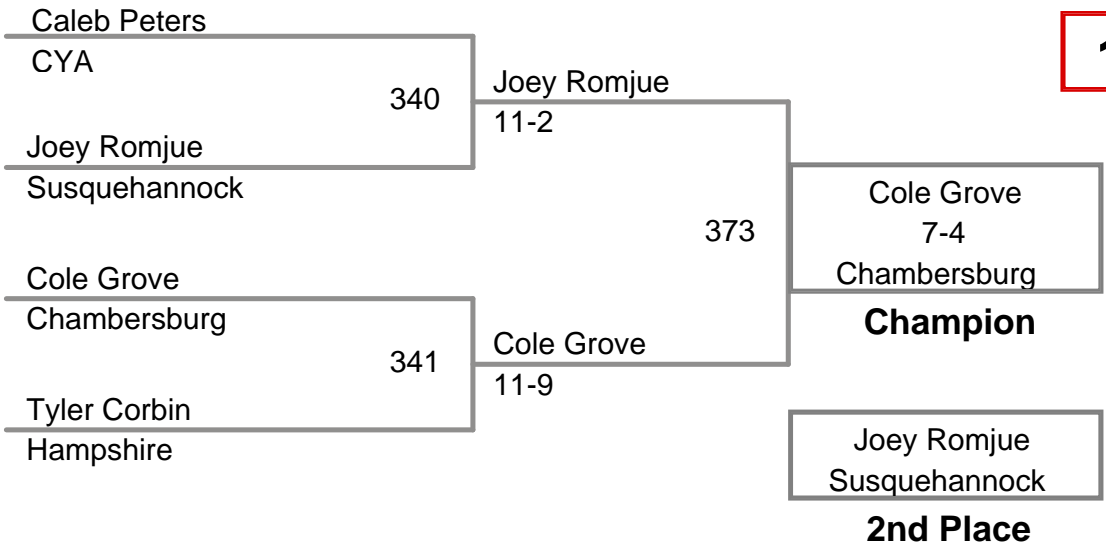 Caleb Peters
CYA
340
Joey Romjue
11-2
Joey Romjue
Susquehannock
373
Cole Grove
7-4
Chambersburg
Champion
Cole Grove
Chambersburg
341
Cole Grove
11-9
Tyler Corbin
Hampshire
Joey Romjue
Susquehannock
2nd Place